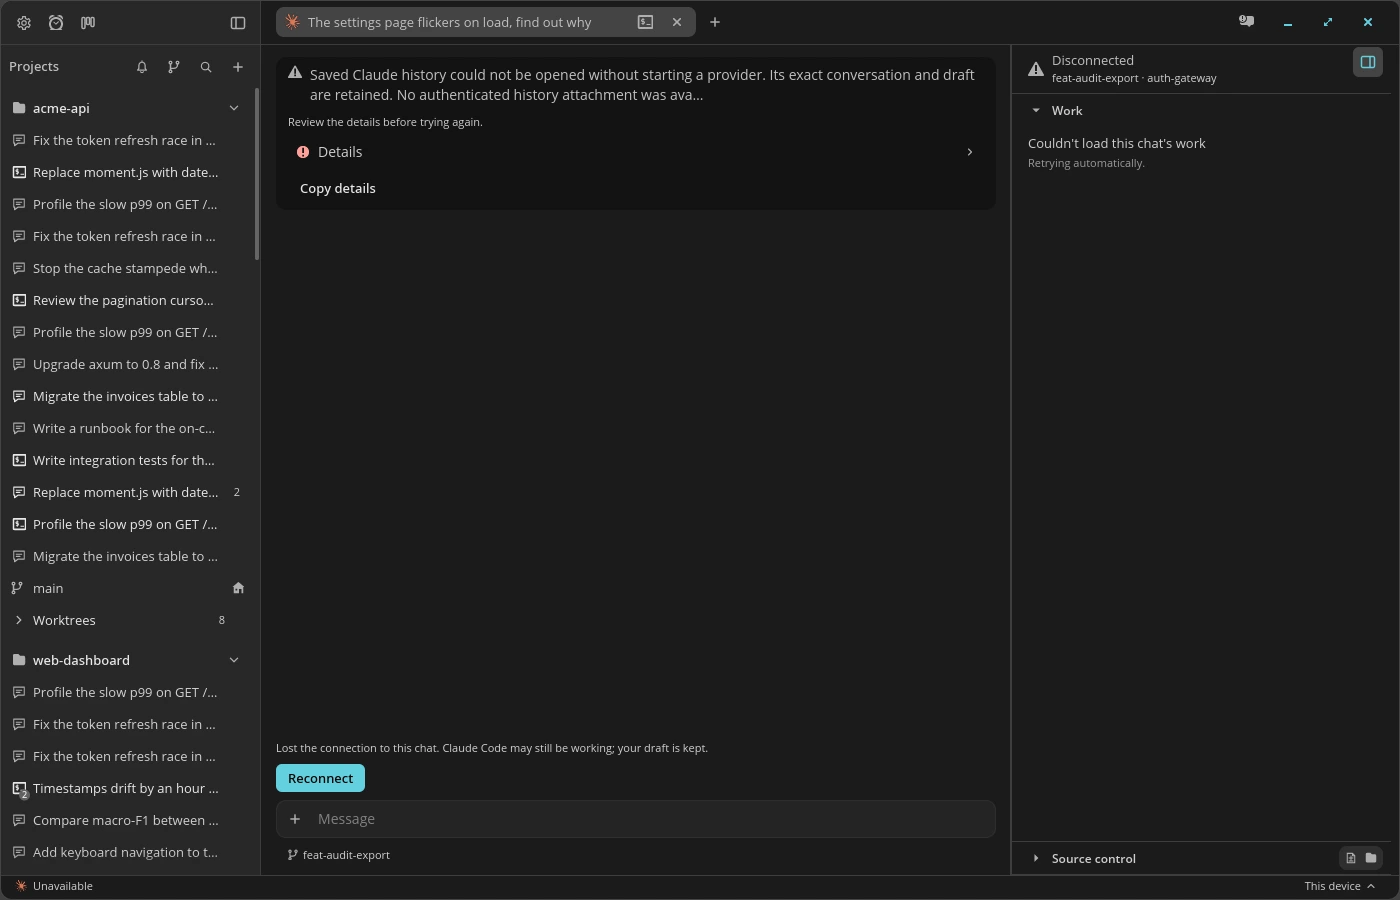 The settings page flickers on load, find out why
Projects
acme-api
Fix the token refresh race in ...
Replace moment.js with date...
Profile the slow p99 on GET /...
Fix the token refresh race in ...
Stop the cache stampede wh...
Review the pagination curso...
Profile the slow p99 on GET /...
Upgrade axum to 0.8 and fix ...
Migrate the invoices table to ...
Write a runbook for the on-c...
Write integration tests for th...
Replace moment.js with date... 2
Profile the slow p99 on GET /...
Migrate the invoices table to ...
main
Worktrees 8
web-dashboard
Profile the slow p99 on GET /...
Fix the token refresh race in ...
Fix the token refresh race in ...
2 Timestamps drift by an hour ...
Compare macro-F1 between ...
Add keyboard navigation to t...
Saved Claude history could not be opened without starting a provider. Its exact conversation and draft
are retained. No authenticated history attachment was ava...
Review the details before trying again.
Details
Copy details
Lost the connection to this chat. Claude Code may still be working; your draft is kept.
Reconnect
Message
feat-audit-export
Disconnected
feat-audit-export · auth-gateway
Work
Couldn't load this chat's work
Retrying automatically.
Source control
Unavailable
This device